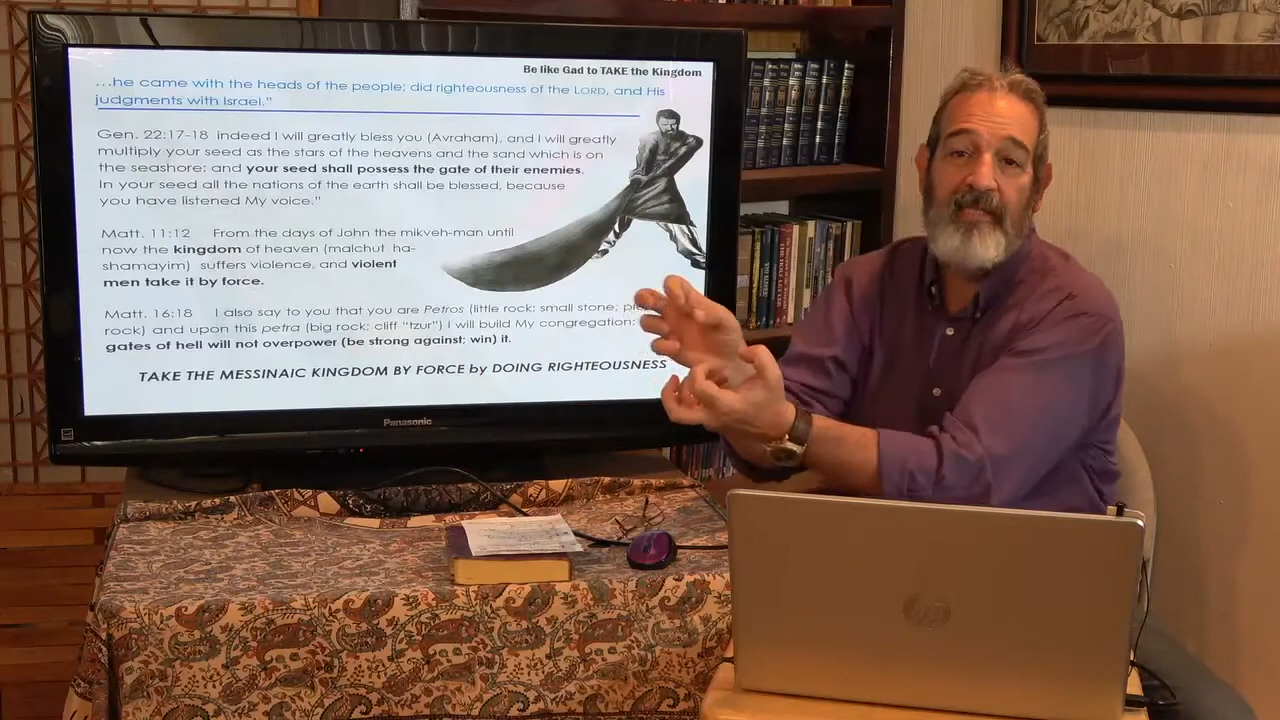 Be like Gad to TAKE the Kingdom
…he came with the heads of the people; did righteousness of the LORD, and His
judgments with Israel."
Gen. 22:17-18 indeed I will greatly bless you (Avraham), and I will greatly
multiply your seed as the stars of the heavens and the sand which is on
the seashore; and your seed shall possess the gate of their enemies.
In your seed all the nations of the earth shall be blessed, because
you have listened My voice."
Matt. 11:12 From the days of John the mikveh-man until
now the kingdom of heaven (malchut ha-
shamayim) suffers violence, and violent
men take it by force.
Matt. 16:18 I also say to you that you are Petros (little rock; small stone;
rock) and upon this petra (big rock; cliff "tzur") I will build My congregation;
gates of hell will not overpower (be strong against; win) it.
TAKE THE MESSINAIC KINGDOM BY FORCE by DOING RIGHTEOUSNESS
Panasonic
hp